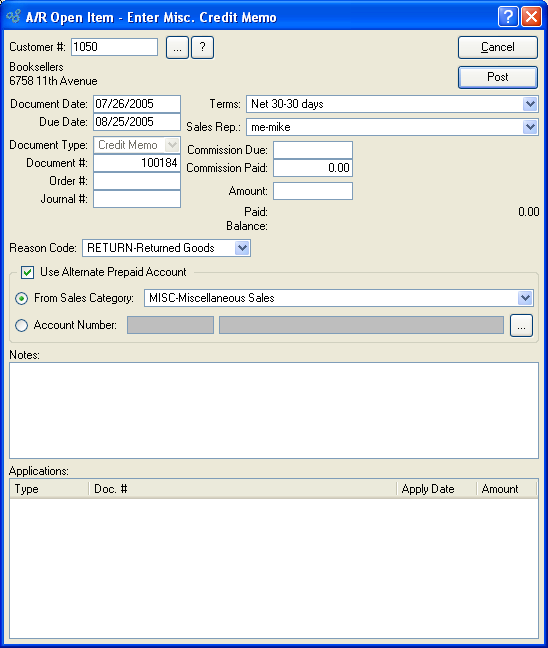 A/R Open Item - Enter Misc. Credit Memo ?
Customer #: 1050 ... ? Cancel
Booksellers
6758 11th Avenue
Post
Document Date: 07/26/2005 Terms: Net 30-30 days
Due Date: 08/25/2005 Sales Rep.: me-mike
Document Type: Credit Memo Commission Due:
Document #: 100184 Commission Paid: 0.00
Order #:
Journal #: Amount:
Paid: 0.00
Balance:
Reason Code: RETURN-Returned Goods
Use Alternate Prepaid Account
From Sales Category: MISC-Miscellaneous Sales
Account Number: ...
Notes:
Applications:
Type Doc. # Apply Date Amount